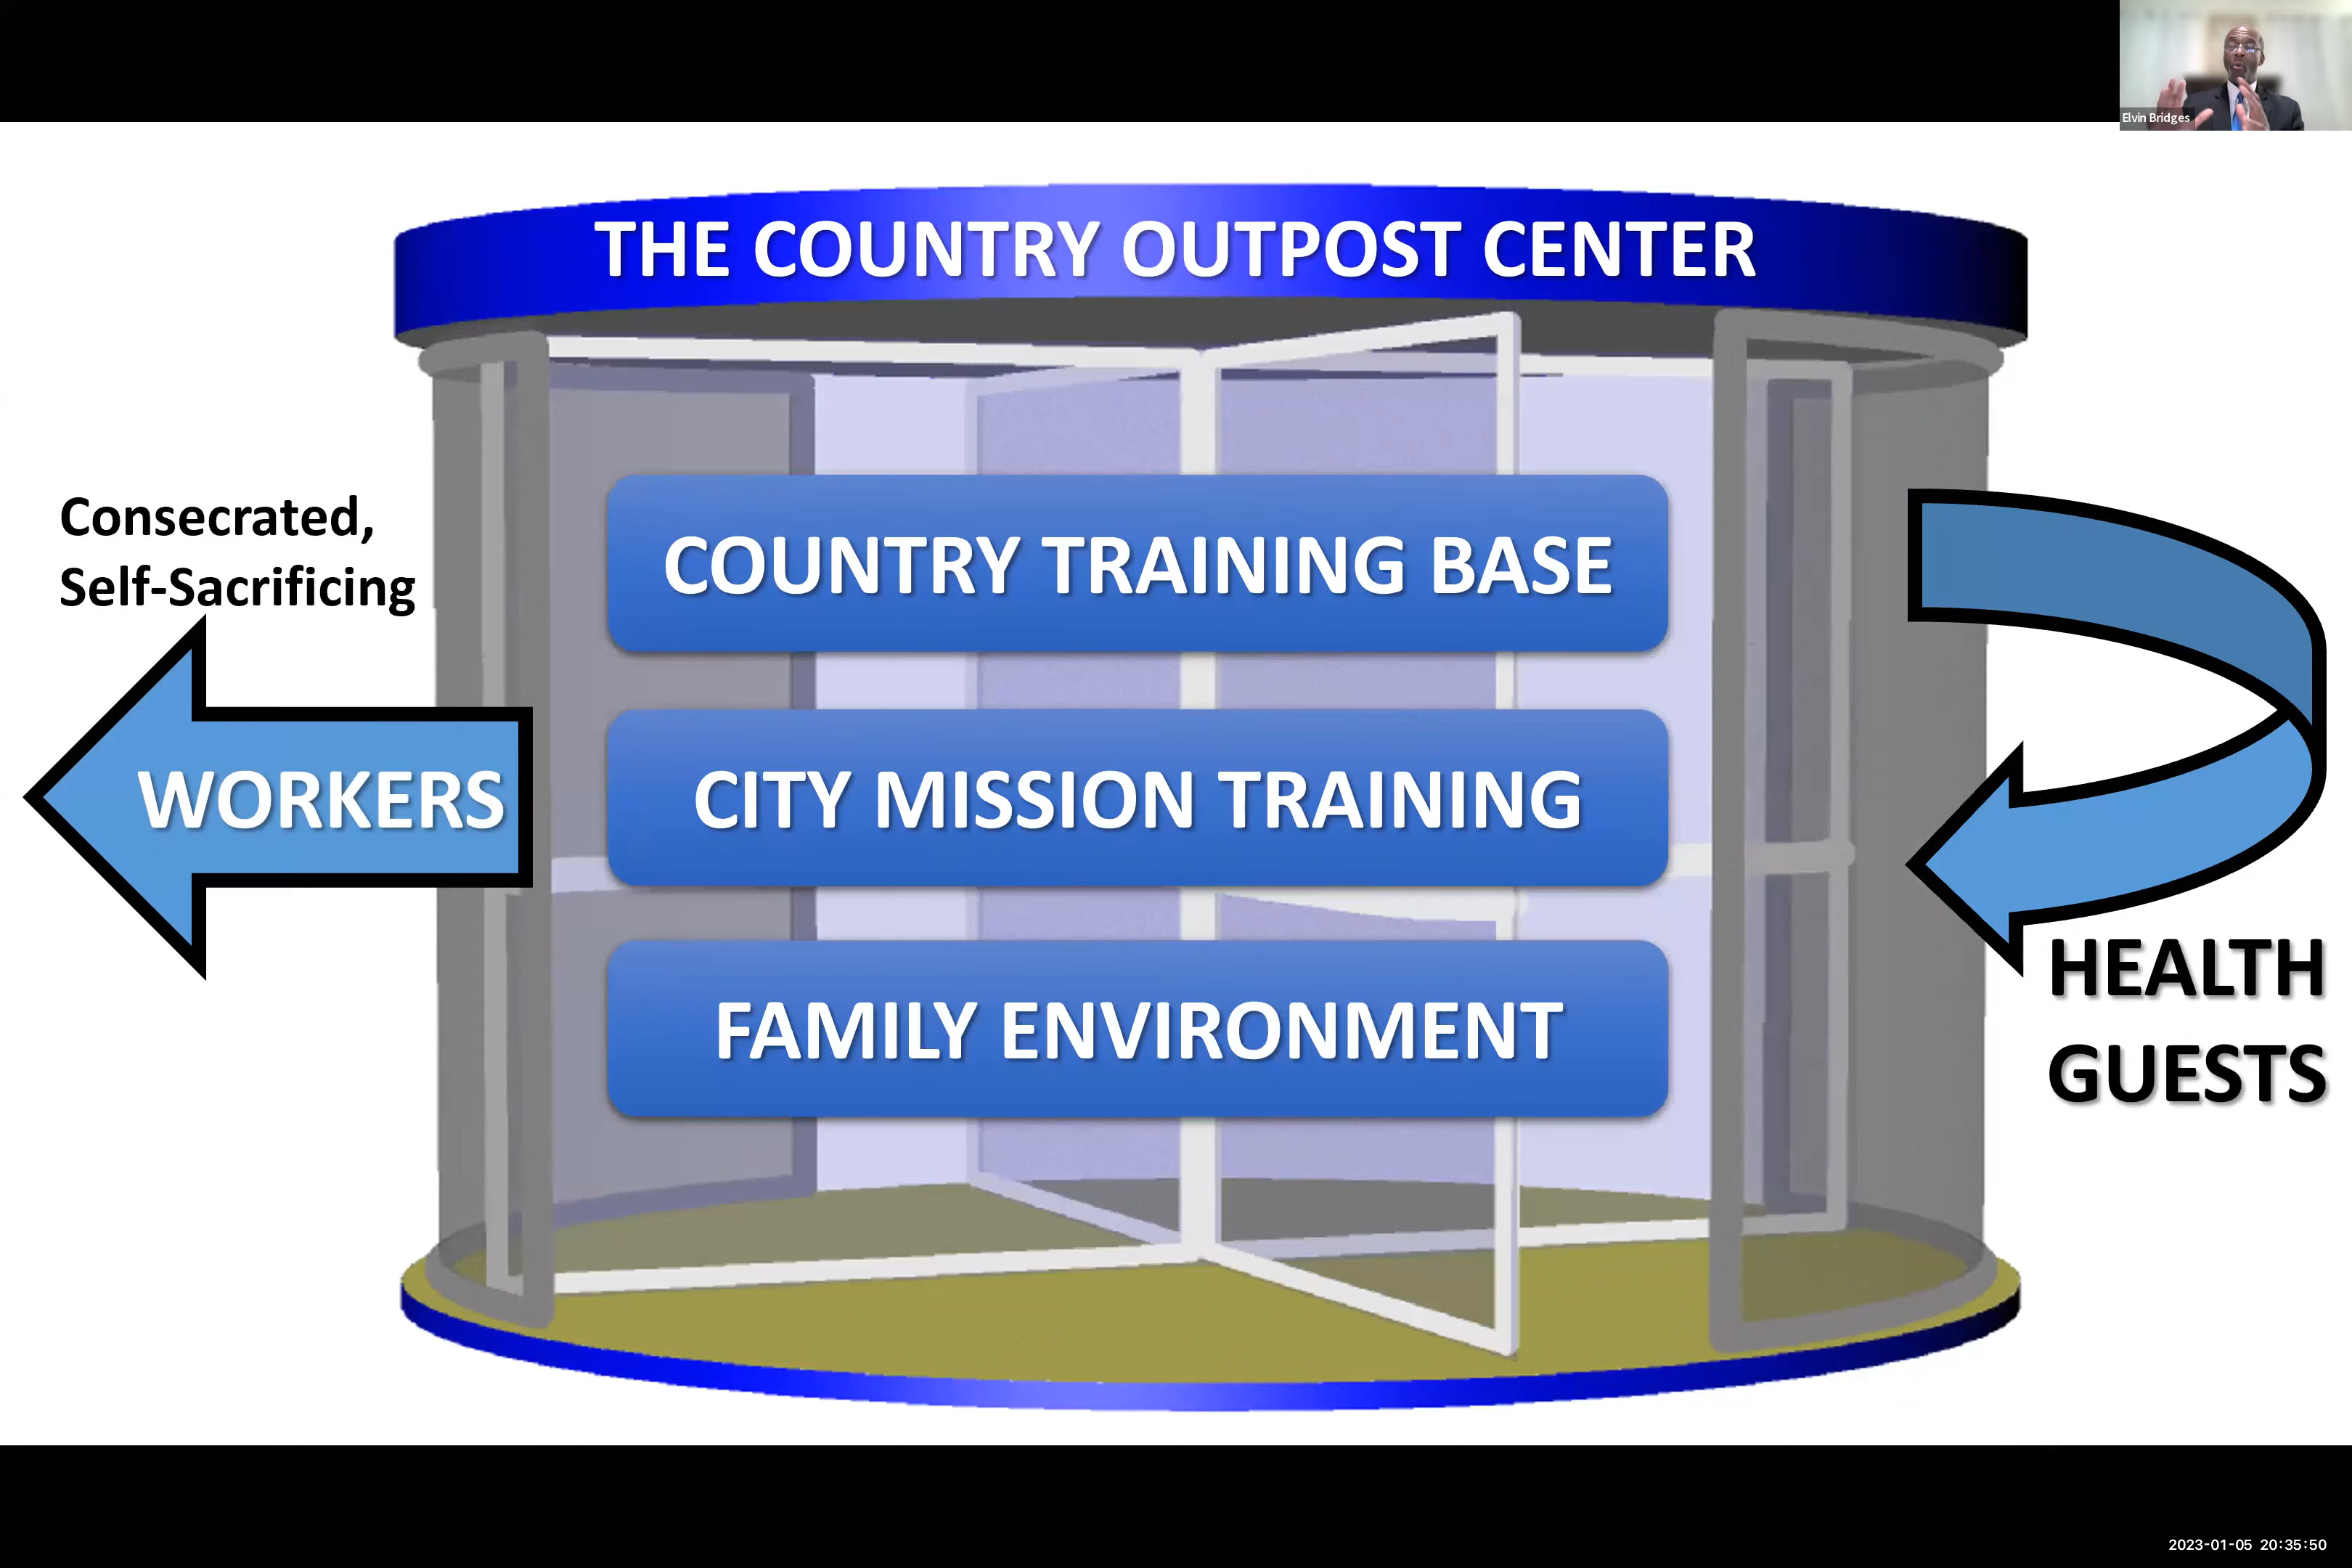 Elvin Bridges
THE COUNTRY OUTPOST CENTER
Consecrated,
Self-Sacrificing
WORKERS
COUNTRY TRAINING BASE
CITY MISSION TRAINING
FAMILY ENVIRONMENT
HEALTH
GUESTS
2023-01-05 20:35:50